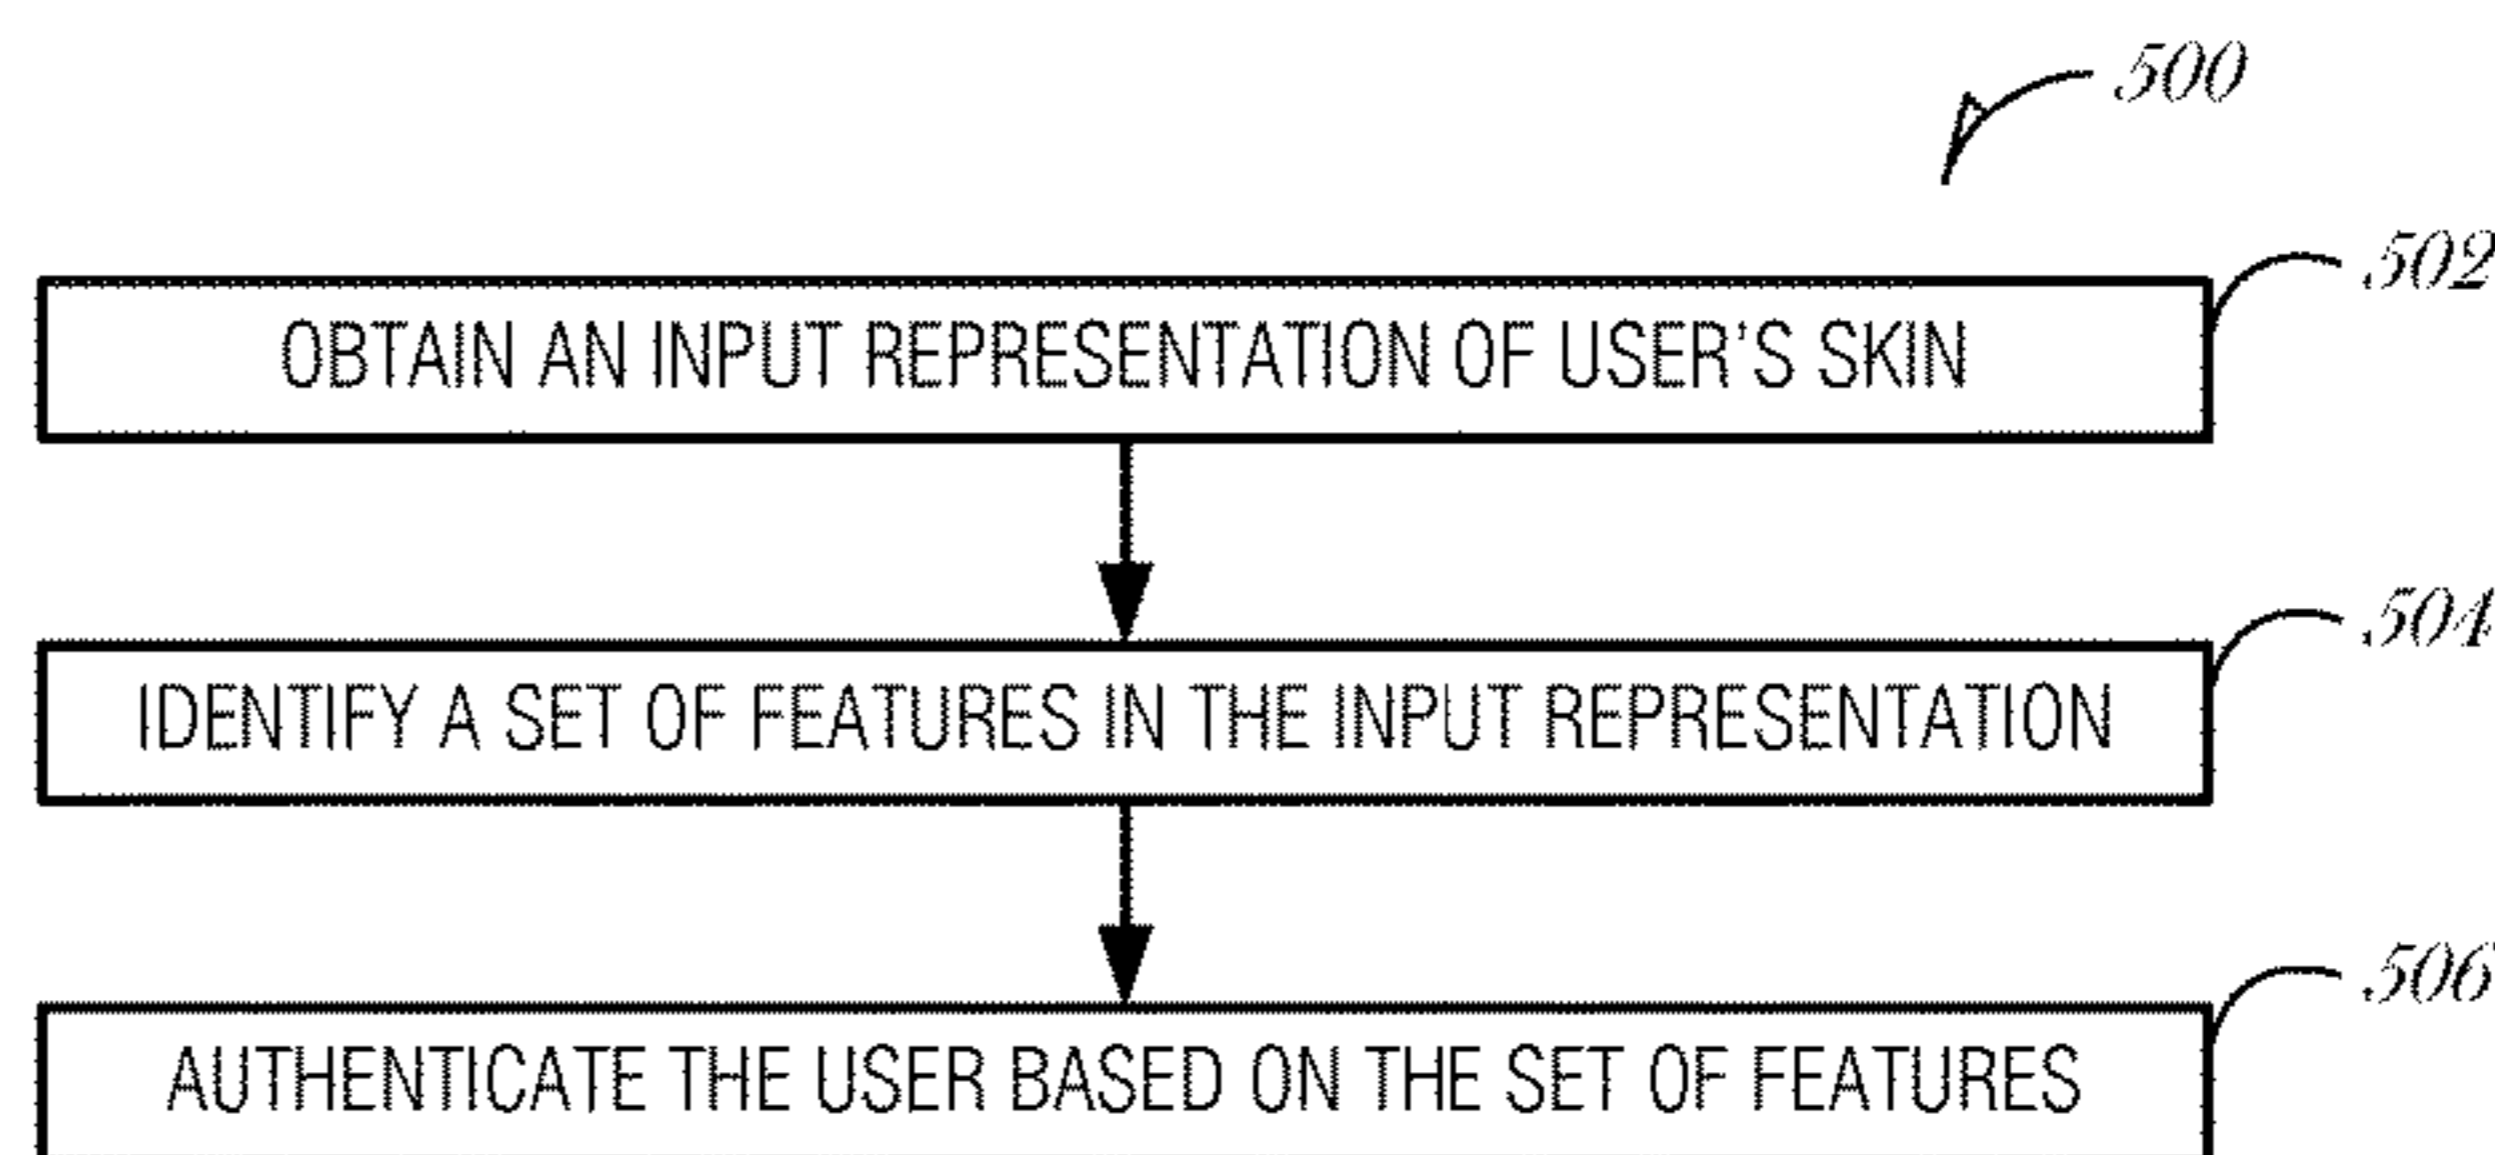 500
502
OBTAIN AN INPUT REPRESENTATION OF USER'S SKIN
504
IDENTIFY A SET OF FEATURES IN THE INPUT REPRESENTATION
506
AUTHENTICATE THE USER BASED ON THE SET OF FEATURES